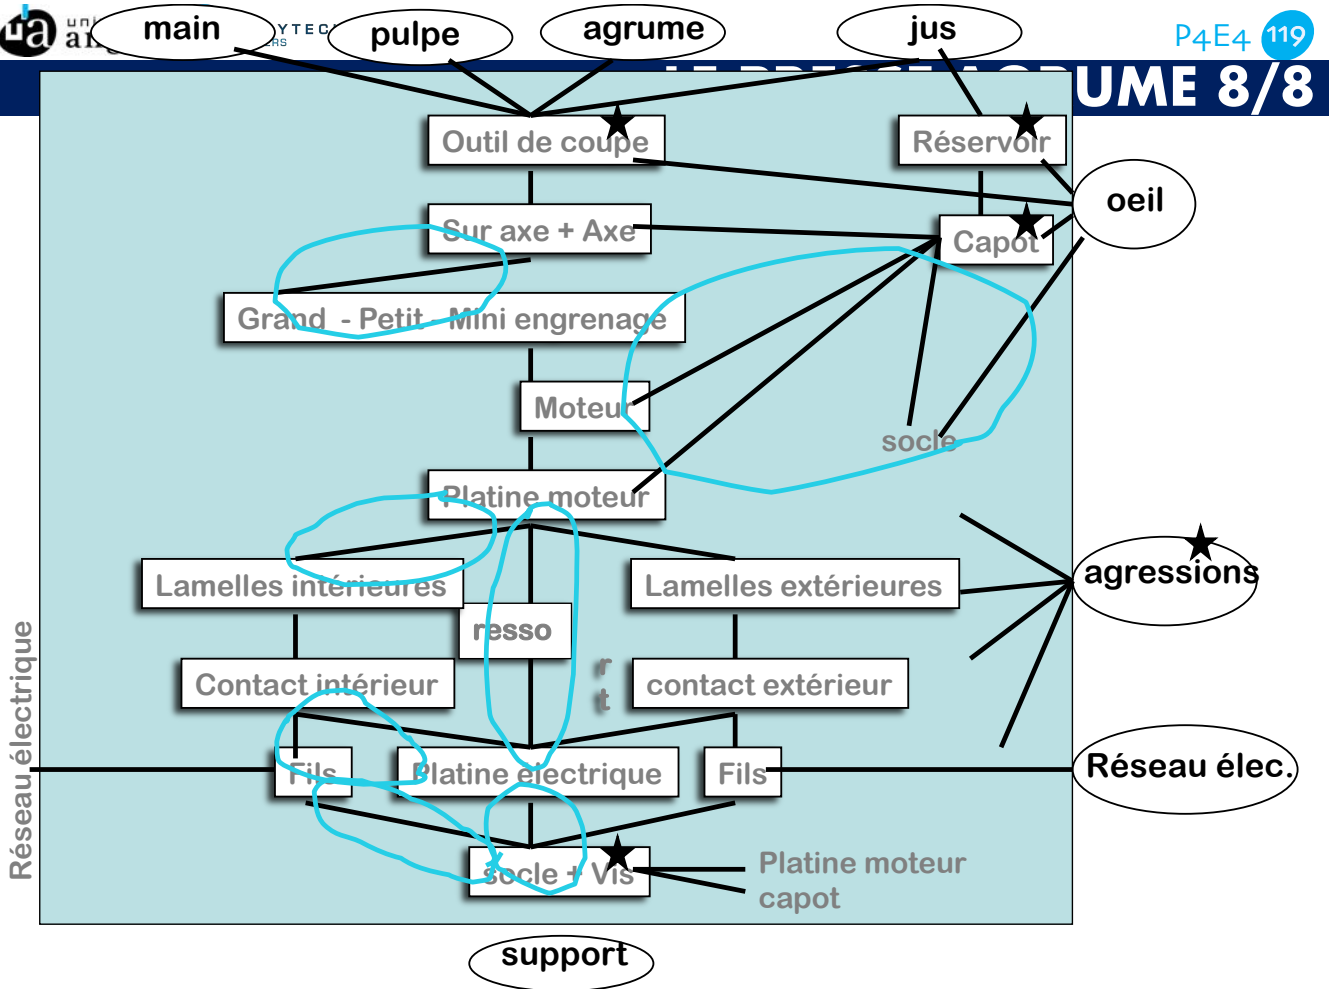 main
pulpe
agrume
jus
P4E4 119
UME 8/8
Outil de coupe
Réservoir
oeil
Sur axe + Axe
Capot
Grand - Petit - Mini engrenage
Moteur
socle
Platine moteur
agressions
Lamelles intérieures
Lamelles extérieures
resso
r
t
Contact intérieur
contact extérieur
Réseau électrique
Fils
Platine électrique
Fils
Réseau élec.
socle + Vis
Platine moteur
capot
support